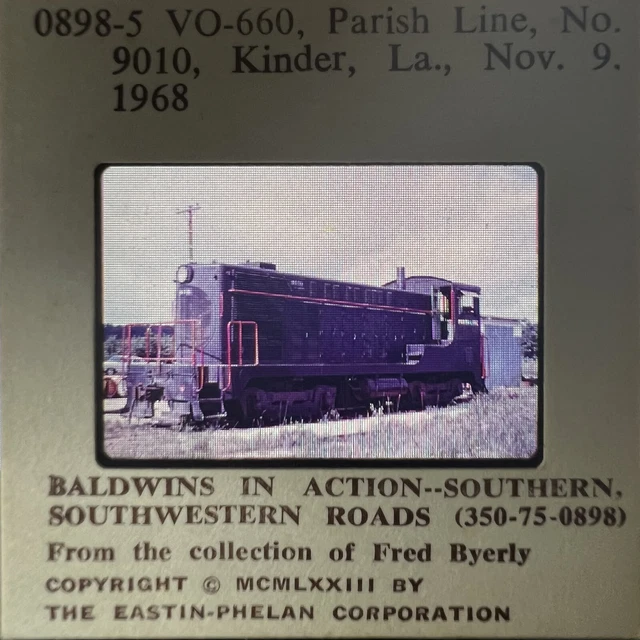 0898-5 VO-660, Parish Line, No.
9010, Kinder, La., Nov. 9.
1968
BALDWINS IN ACTION--SOUTHERN,
SOUTHWESTERN ROADS (350-75-0898)
From the collection of Fred Byerly
COPYRIGHT © MCMLXXIII BY
THE EASTIN-PHELAN CORPORATION